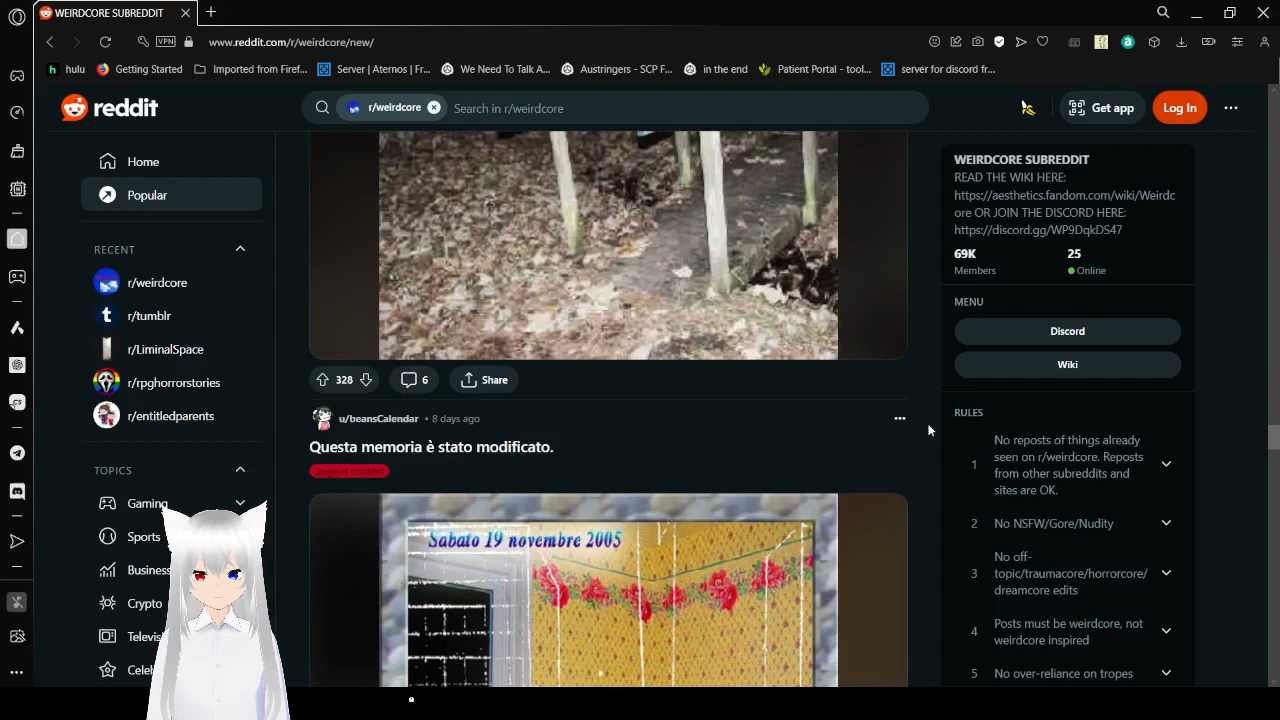 WEIRDCORE SUBREDDIT
VPN
www.reddit.com/r/weirdcore/new/
hulu
Getting Started
Imported from Firef...
Server | Aternos | Fr...
We Need To Talk A...
Austringers - SCP F...
in the end
Patient Portal - tool...
server for discord fr...
reddit
r/weirdcore
Search in r/weirdcore
Get app
Log In
Home
Popular
RECENT
r/weirdcore
r/tumblr
r/LiminalSpace
r/rpghorrorstories
r/entitledparents
TOPICS
Gaming
Sports
Business
Crypto
Televis
Celeb
328
6
Share
u/beansCalendar • 8 days ago
Questa memoria è stato modificato.
original content
Sabato 19 novembre 2005
WEIRDCORE SUBREDDIT
READ THE WIKI HERE:
https://aesthetics.fandom.com/wiki/Weirdc
ore OR JOIN THE DISCORD HERE:
https://discord.gg/WP9DqkDS47
69K
Members
25
Online
MENU
Discord
Wiki
RULES
1
No reposts of things already
seen on r/weirdcore. Reposts
from other subreddits and
sites are OK.
2
No NSFW/Gore/Nudity
3
No off-
topic/traumacore/horrorcore/
dreamcore edits
4
Posts must be weirdcore, not
weirdcore inspired
5
No over-reliance on tropes